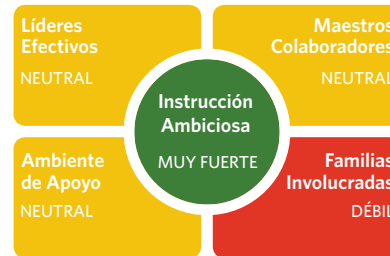 Líderes
Efectivos
NEUTRAL
Maestros
Colaboradores
NEUTRAL
Instrucción
Ambiciosa
MUY FUERTE
Ambiente
de Apoyo
NEUTRAL
Familias
Involucradas
DÉBIL